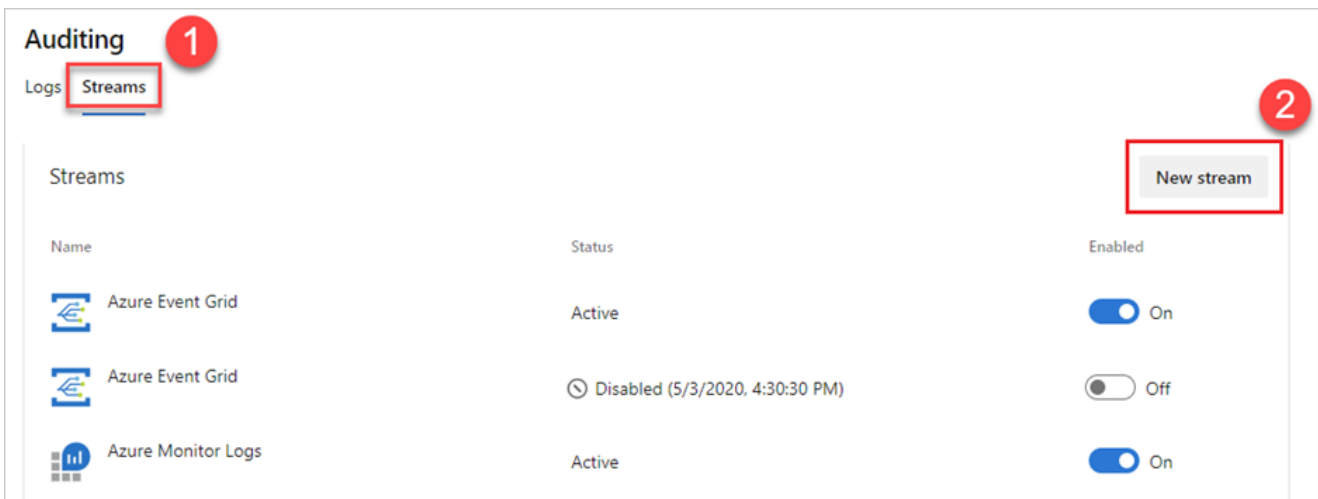 Auditing
1
Logs Streams
2
Streams New stream
Name Status Enabled
Azure Event Grid Active On
Azure Event Grid Disabled (5/3/2020, 4:30:30 PM) Off
Azure Monitor Logs Active On